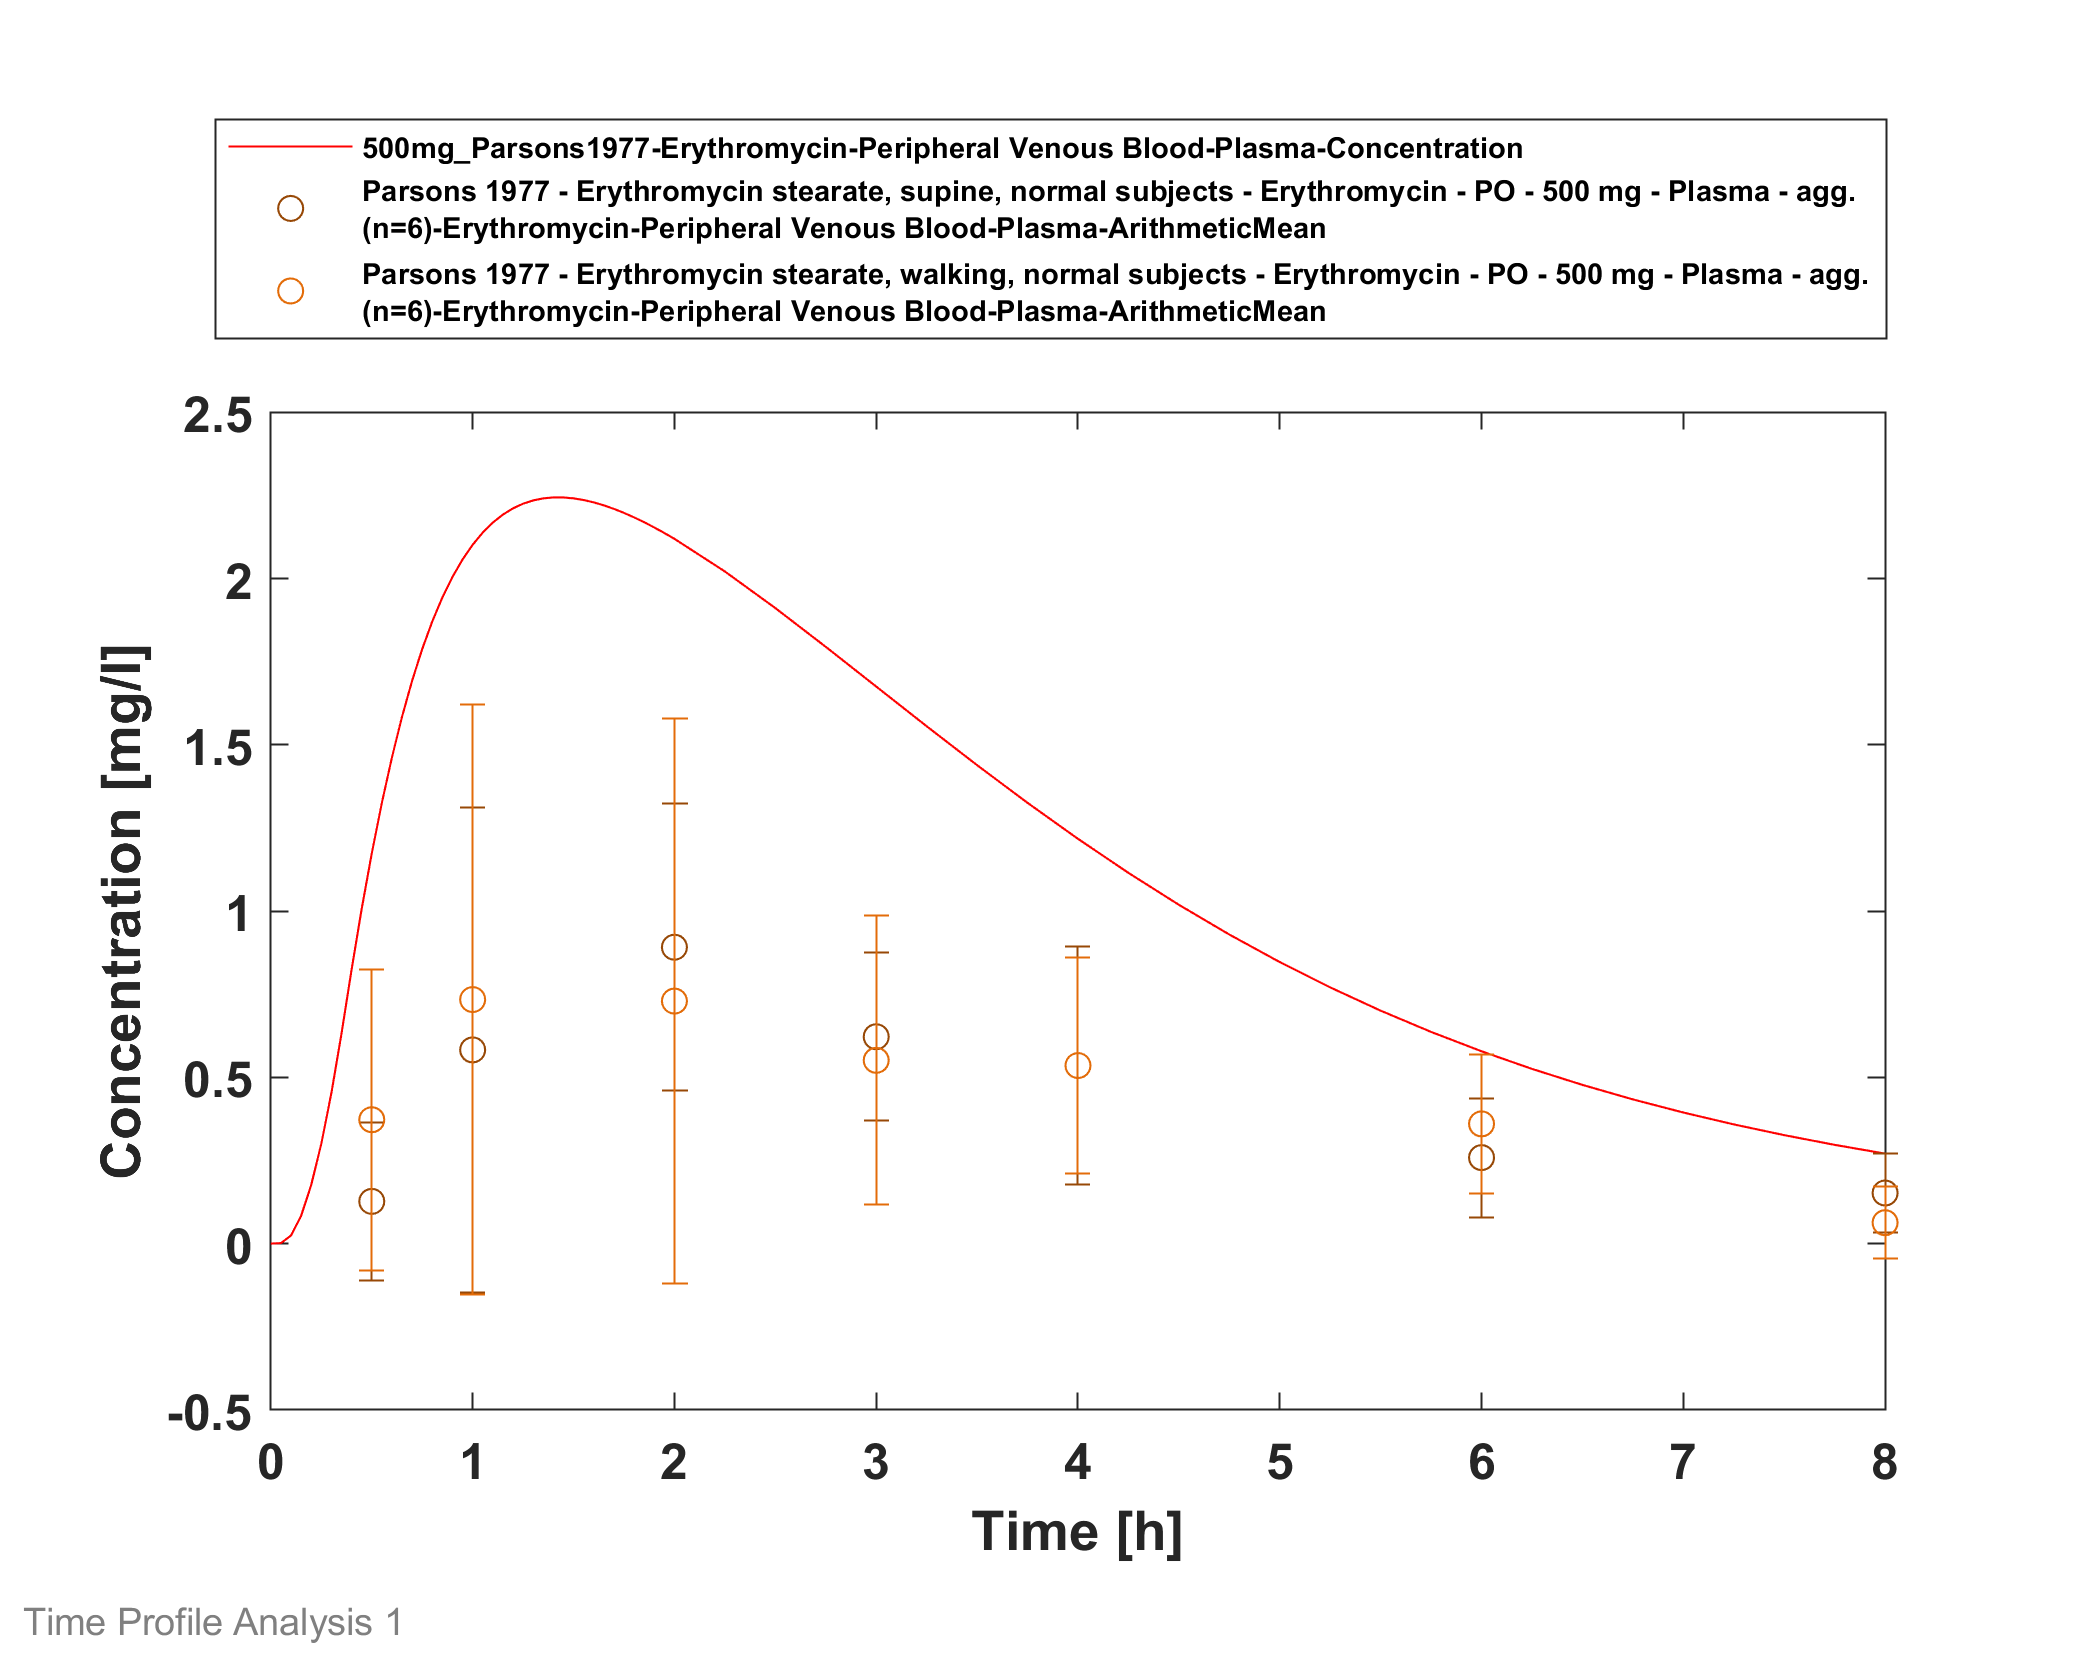 500mg_Parsons1977-Erythromycin-Peripheral Venous Blood-Plasma-Concentration
Parsons 1977 - Erythromycin stearate, supine, normal subjects - Erythromycin - PO - 500 mg - Plasma - agg.
(n=6)-Erythromycin-Peripheral Venous Blood-Plasma-ArithmeticMean
Parsons 1977 - Erythromycin stearate, walking, normal subjects - Erythromycin - PO - 500 mg - Plasma - agg.
(n=6)-Erythromycin-Peripheral Venous Blood-Plasma-ArithmeticMean
2.5
2
1.5
1
0.5
0
-0.5
Concentration [mg/l]
0 1 2 3 4 5 6 7 8
Time [h]
Time Profile Analysis 1